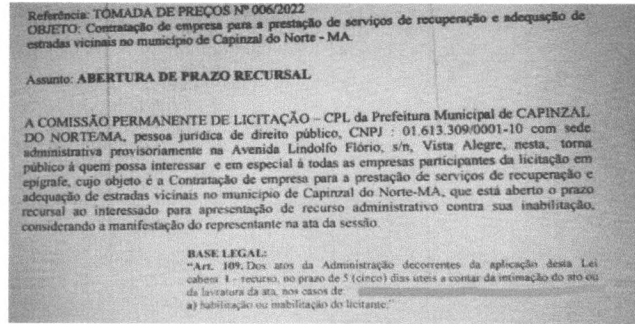 Referência: TOMADA DE PREÇOS Nº 006/2022
OBJETO: Contratação de empresa para a prestação de serviços de recuperação e adequação de
estradas vicinais no município de Capinzal do Norte - MA.
Assunto: ABERTURA DE PRAZO RECURSAL
A COMISSÃO PERMANENTE DE LICITAÇÃO – CPL da Prefeitura Municipal de CAPINZAL
DO NORTE/MA, pessoa jurídica de direito público, CNPJ : 01.613.309/0001-10 com sede
administrativa provisoriamente na Avenida Lindolfo Flório, s/n, Vista Alegre, nesta, torna
público á quem possa interessar e em especial á todas as empresas participantes da licitação em
epígrafe, cujo objeto é a Contratação de empresa para a prestação de serviços de recuperação e
adequação de estradas vicinais no município de Capinzal do Norte-MA, que está aberto o prazo
recursal ao interessado para apresentação de recurso administrativo contra sua inabilitação,
considerando a manifestação do representante na ata da sessão.
BASE LEGAL:
"Art. 109. Dos atos da Administração decorrentes da aplicação desta Lei
cabem: I - recurso, no prazo de 5 (cinco) dias úteis a contar da intimação do ato ou
da lavratura da ata, nos casos de:
a) habilitação ou inabilitação do licitante;"